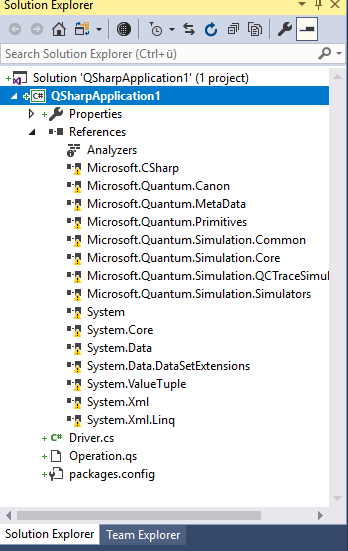 Solution Explorer
Search Solution Explorer (Ctrl+ü)
Solution 'QSharpApplication1' (1 project)
C# QSharpApplication1
Properties
References
Analyzers
Microsoft.CSharp
Microsoft.Quantum.Canon
Microsoft.Quantum.MetaData
Microsoft.Quantum.Primitives
Microsoft.Quantum.Simulation.Common
Microsoft.Quantum.Simulation.Core
Microsoft.Quantum.Simulation.QCTraceSimu
Microsoft.Quantum.Simulation.Simulators
System
System.Core
System.Data
System.Data.DataSetExtensions
System.ValueTuple
System.Xml
System.Xml.Linq
C# Driver.cs
Operation.qs
packages.config
Solution Explorer Team Explorer